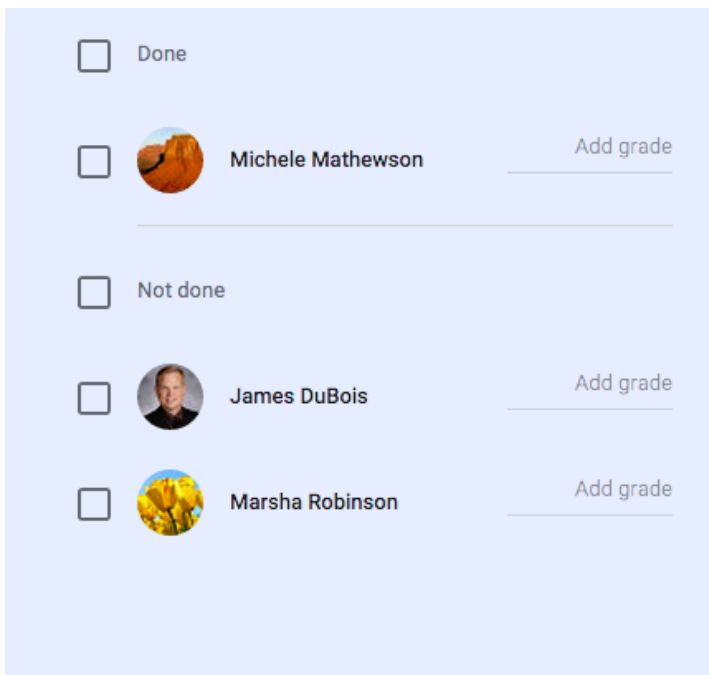 Done
Michele Mathewson Add grade
Not done
James DuBois Add grade
Marsha Robinson Add grade